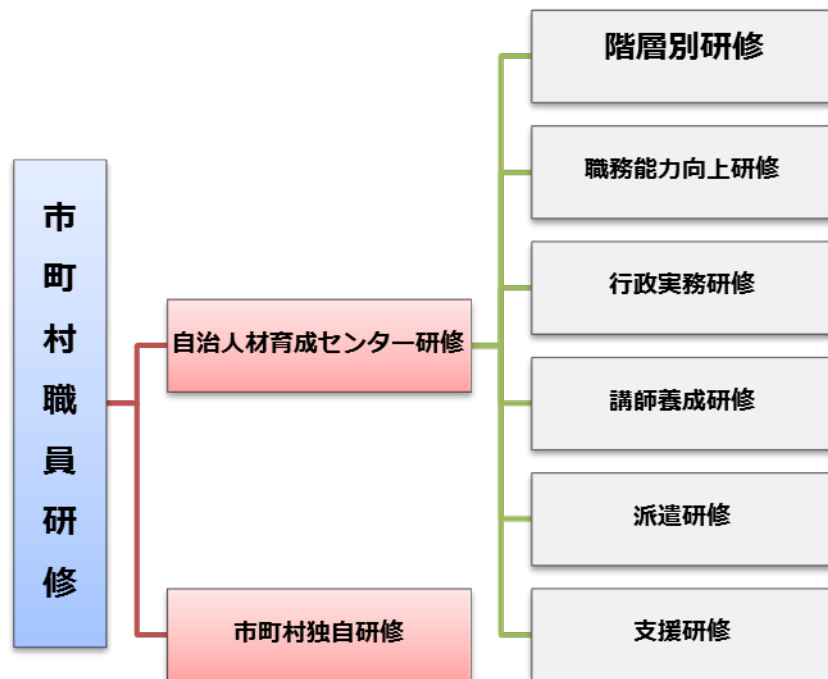 市町村職員研修
自治人材育成センター研修
市町村独自研修
階層別研修
職務能力向上研修
行政実務研修
講師養成研修
派遣研修
支援研修